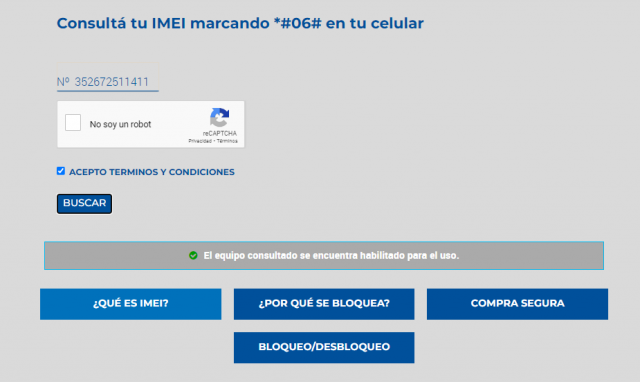 Consultá tu IMEI marcando *#06# en tu celular
Nº 352672511411
No soy un robot
reCAPTCHA
Privacidad - Términos
ACEPTO TERMINOS Y CONDICIONES
BUSCAR
El equipo consultado se encuentra habilitado para el uso.
¿QUÉ ES IMEI?
¿POR QUÉ SE BLOQUEA?
COMPRA SEGURA
BLOQUEO/DESBLOQUEO